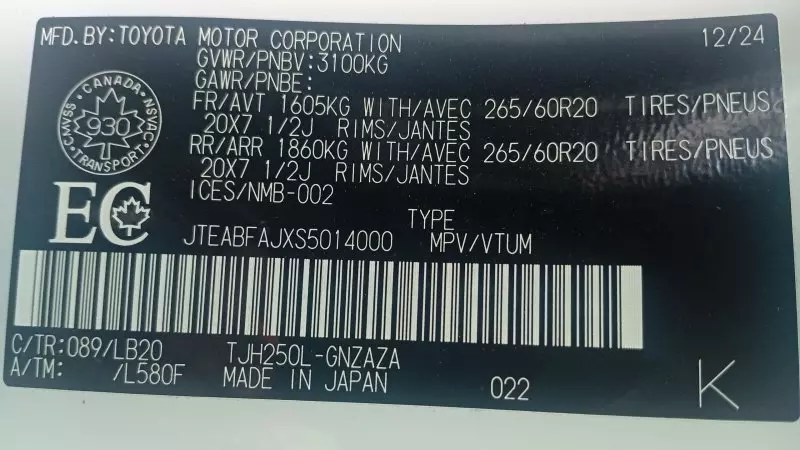 MFD.BY:TOYOTA MOTOR CORPORATION 12/24
GVWR/PNBV:3100KG
GAWR/PNBE:
FR/AVT 1605KG WITH/AVEC 265/60R20 TIRES/PNEUS
20X7 1/2J RIMS/JANTES
RR/ARR 1860KG WITH/AVEC 265/60R20 TIRES/PNEUS
20X7 1/2J RIMS/JANTES
ICES/NMB-002
CANADA
CMVSS 930 NSVAC
TRANSPORT
EC
TYPE
JTEABFAJXS5014000 MPV/VTUM
C/TR:089/LB20 TJH250L-GNZAZA
A/TM: /L580F MADE IN JAPAN 022 K